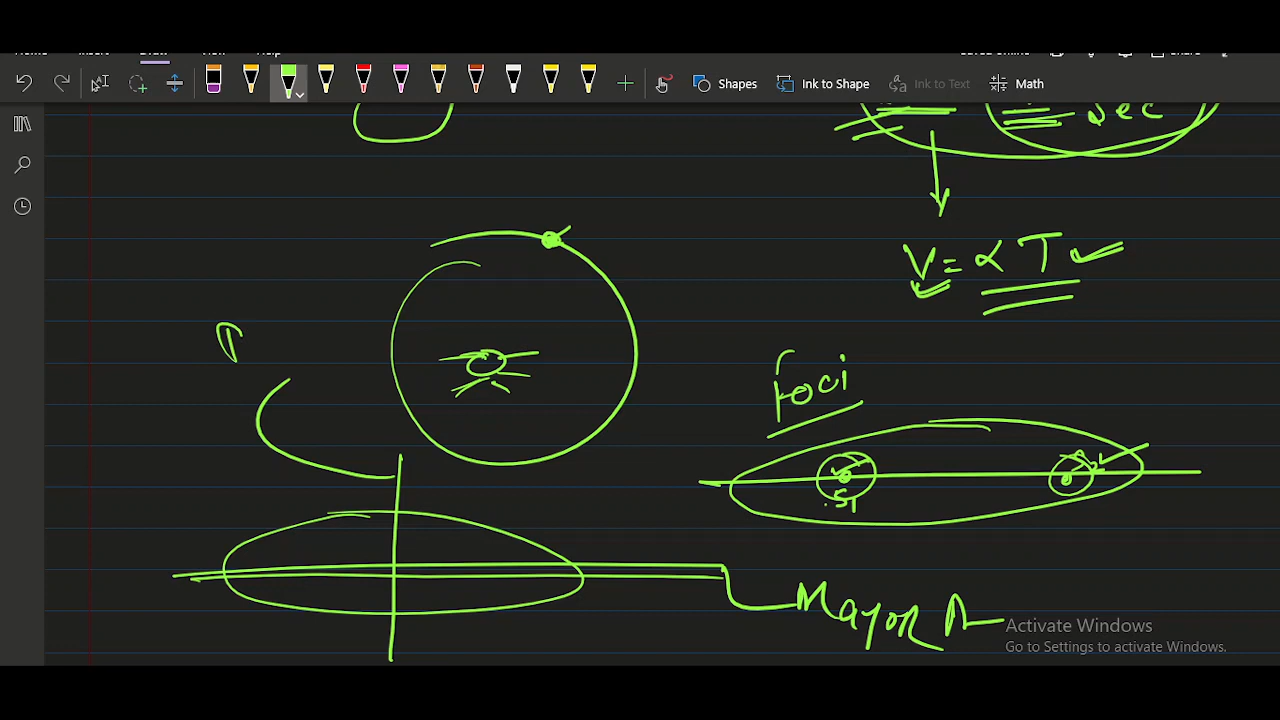 Shapes Ink to Shape Ink to Text Math
Sec
V = α T
foci
S1
Mayor A
Activate Windows
Go to Settings to activate Windows.